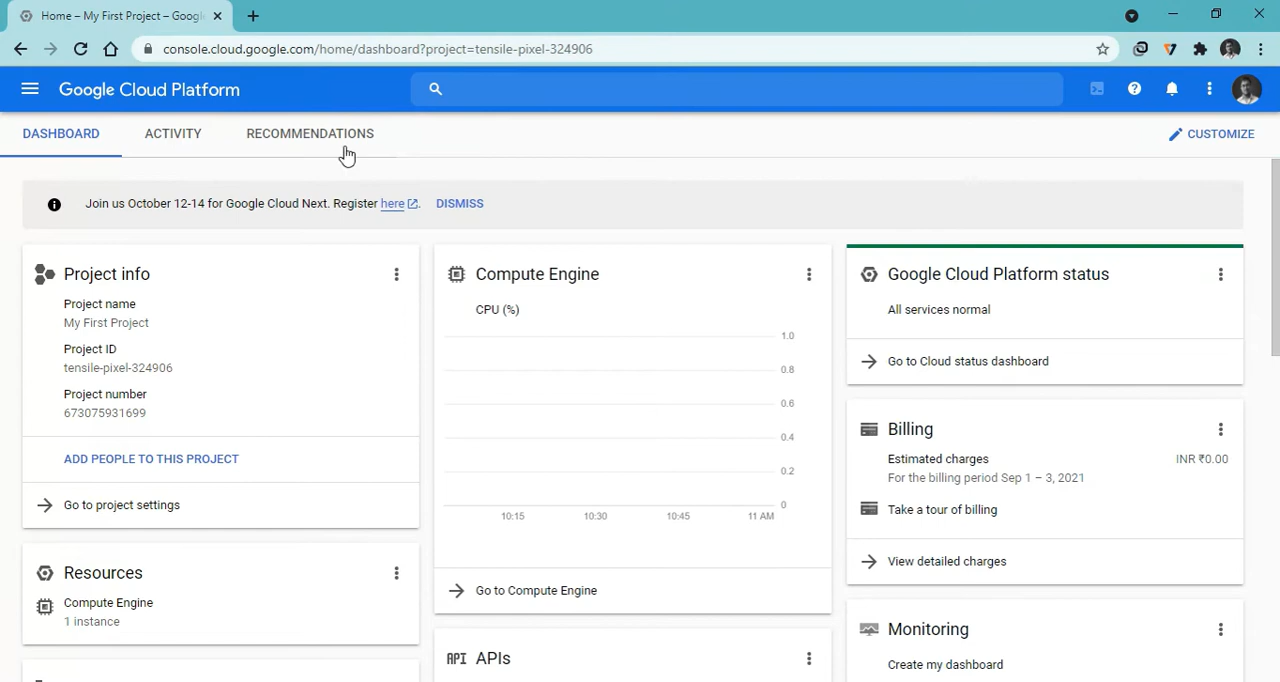 Home – My First Project – Googl
console.cloud.google.com/home/dashboard?project=tensile-pixel-324906
Google Cloud Platform
DASHBOARD
ACTIVITY
RECOMMENDATIONS
CUSTOMIZE
Join us October 12-14 for Google Cloud Next. Register here.
DISMISS
Project info
Project name
My First Project
Project ID
tensile-pixel-324906
Project number
673075931699
ADD PEOPLE TO THIS PROJECT
Go to project settings
Resources
Compute Engine
1 instance
Compute Engine
CPU (%)
1.0
0.8
0.6
0.4
0.2
0
10:15 10:30 10:45 11 AM
Go to Compute Engine
API APIs
Google Cloud Platform status
All services normal
Go to Cloud status dashboard
Billing
Estimated charges INR ₹0.00
For the billing period Sep 1 – 3, 2021
Take a tour of billing
View detailed charges
Monitoring
Create my dashboard